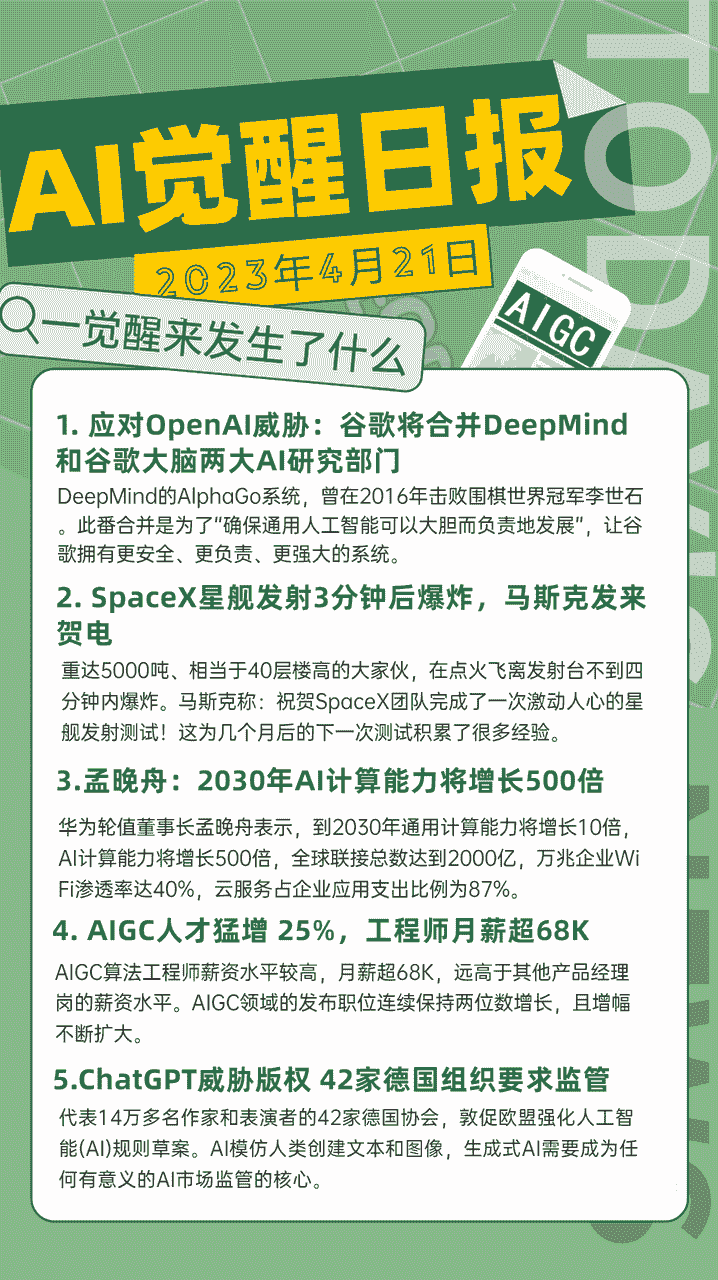 AI觉醒日报
2023年4月21日
一觉醒来发生了什么
AIGC
TODAY'S NEWS
1. 应对OpenAI威胁：谷歌将合并DeepMind
和谷歌大脑两大AI研究部门
DeepMind的AlphaGo系统，曾在2016年击败围棋世界冠军李世石
。此番合并是为了“确保通用人工智能可以大胆而负责地发展”，让谷
歌拥有更安全、更负责、更强大的系统。
2. SpaceX星舰发射3分钟后爆炸，马斯克发来
贺电
重达5000吨、相当于40层楼高的大家伙，在点火飞离发射台不到四
分钟内爆炸。马斯克称：祝贺SpaceX团队完成了一次激动人心的星
舰发射测试！这为几个月后的下一次测试积累了很多经验。
3.孟晚舟：2030年AI计算能力将增长500倍
华为轮值董事长孟晚舟表示，到2030年通用计算能力将增长10倍，
AI计算能力将增长500倍，全球联接总数达到2000亿，万兆企业Wi
Fi渗透率达40%，云服务占企业应用支出比例为87%。
4. AIGC人才猛增 25%，工程师月薪超68K
AIGC算法工程师薪资水平较高，月薪超68K，远高于其他产品经理
岗的薪资水平。AIGC领域的发布职位连续保持两位数增长，且增幅
不断扩大。
5.ChatGPT威胁版权 42家德国组织要求监管
代表14万多名作家和表演者的42家德国协会，敦促欧盟强化人工智
能(AI)规则草案。AI模仿人类创建文本和图像，生成式AI需要成为任
何有意义的AI市场监管的核心。